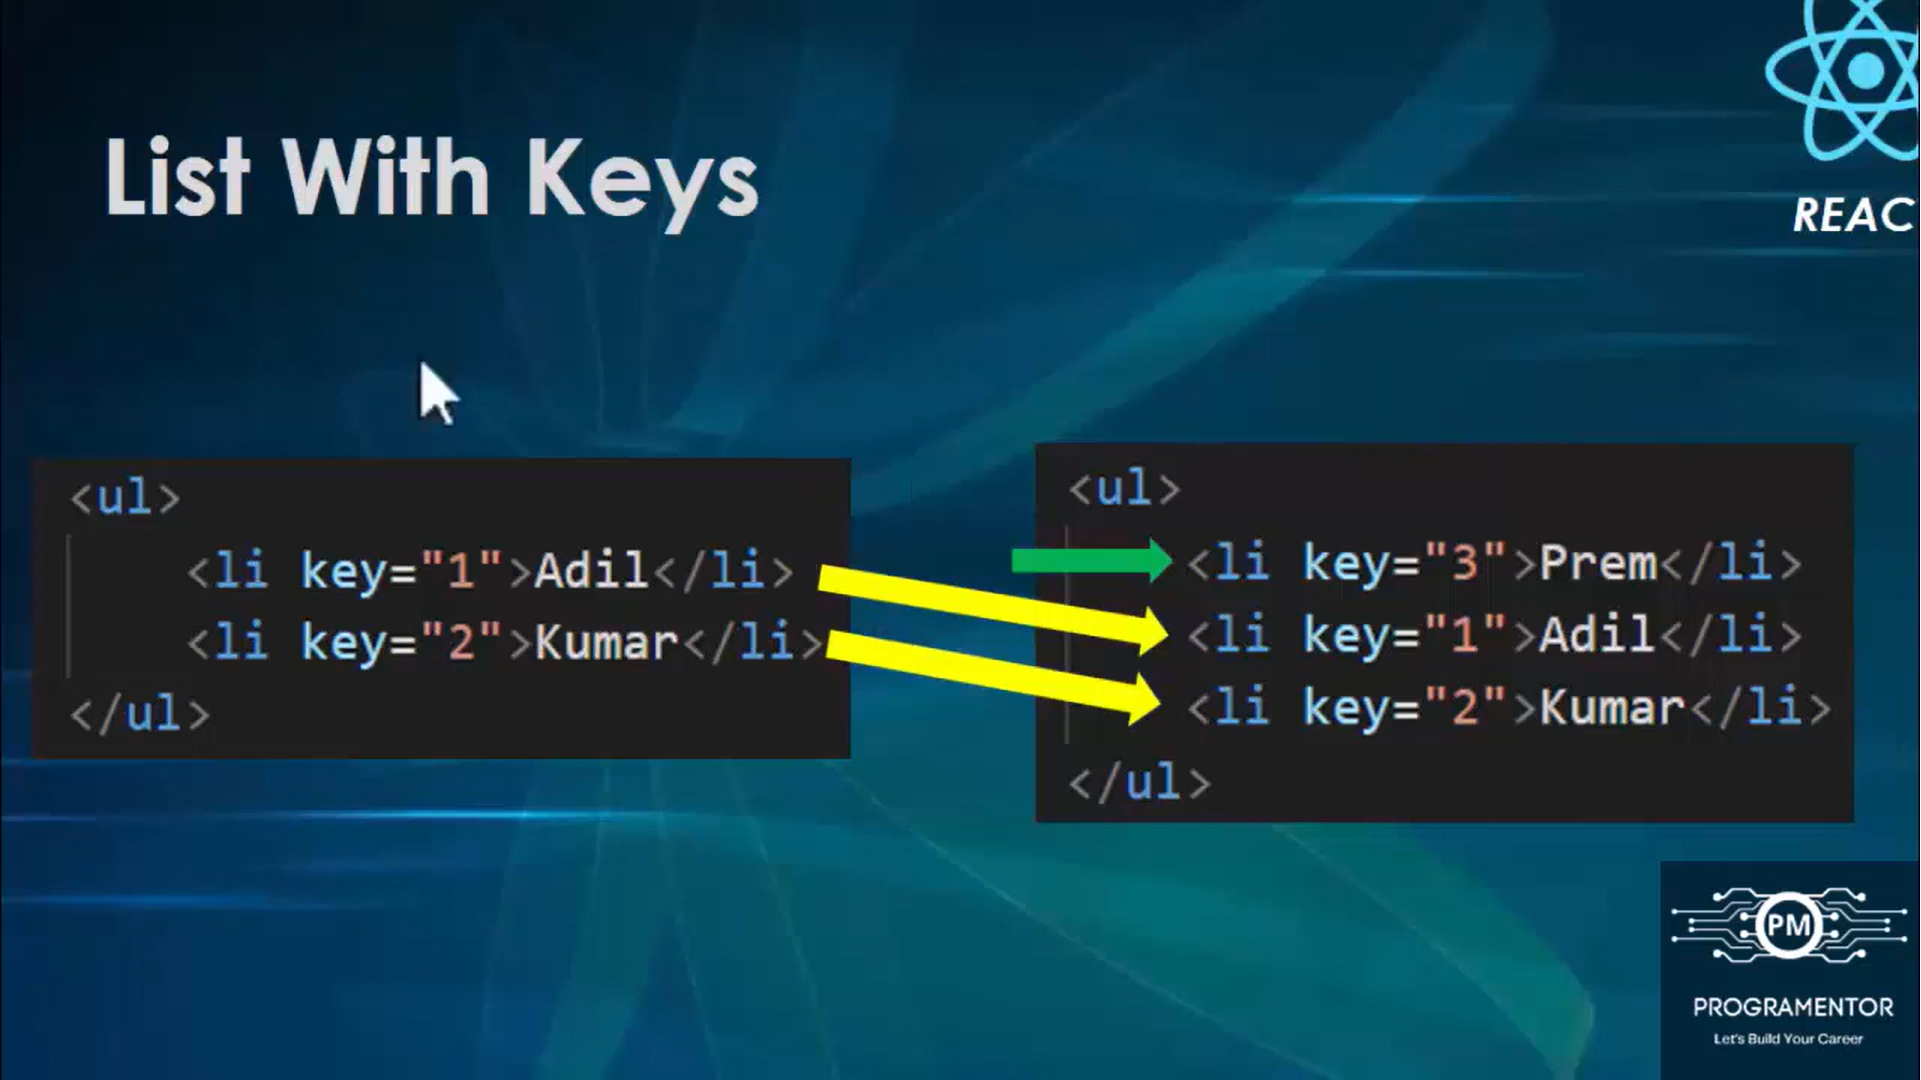 List With Keys
REAC
<ul>
<li key="1">Adil</li>
<li key="2">Kumar</li>
</ul>
<ul>
<li key="3">Prem</li>
<li key="1">Adil</li>
<li key="2">Kumar</li>
</ul>
PM
PROGRAMENTOR
Let's Build Your Career